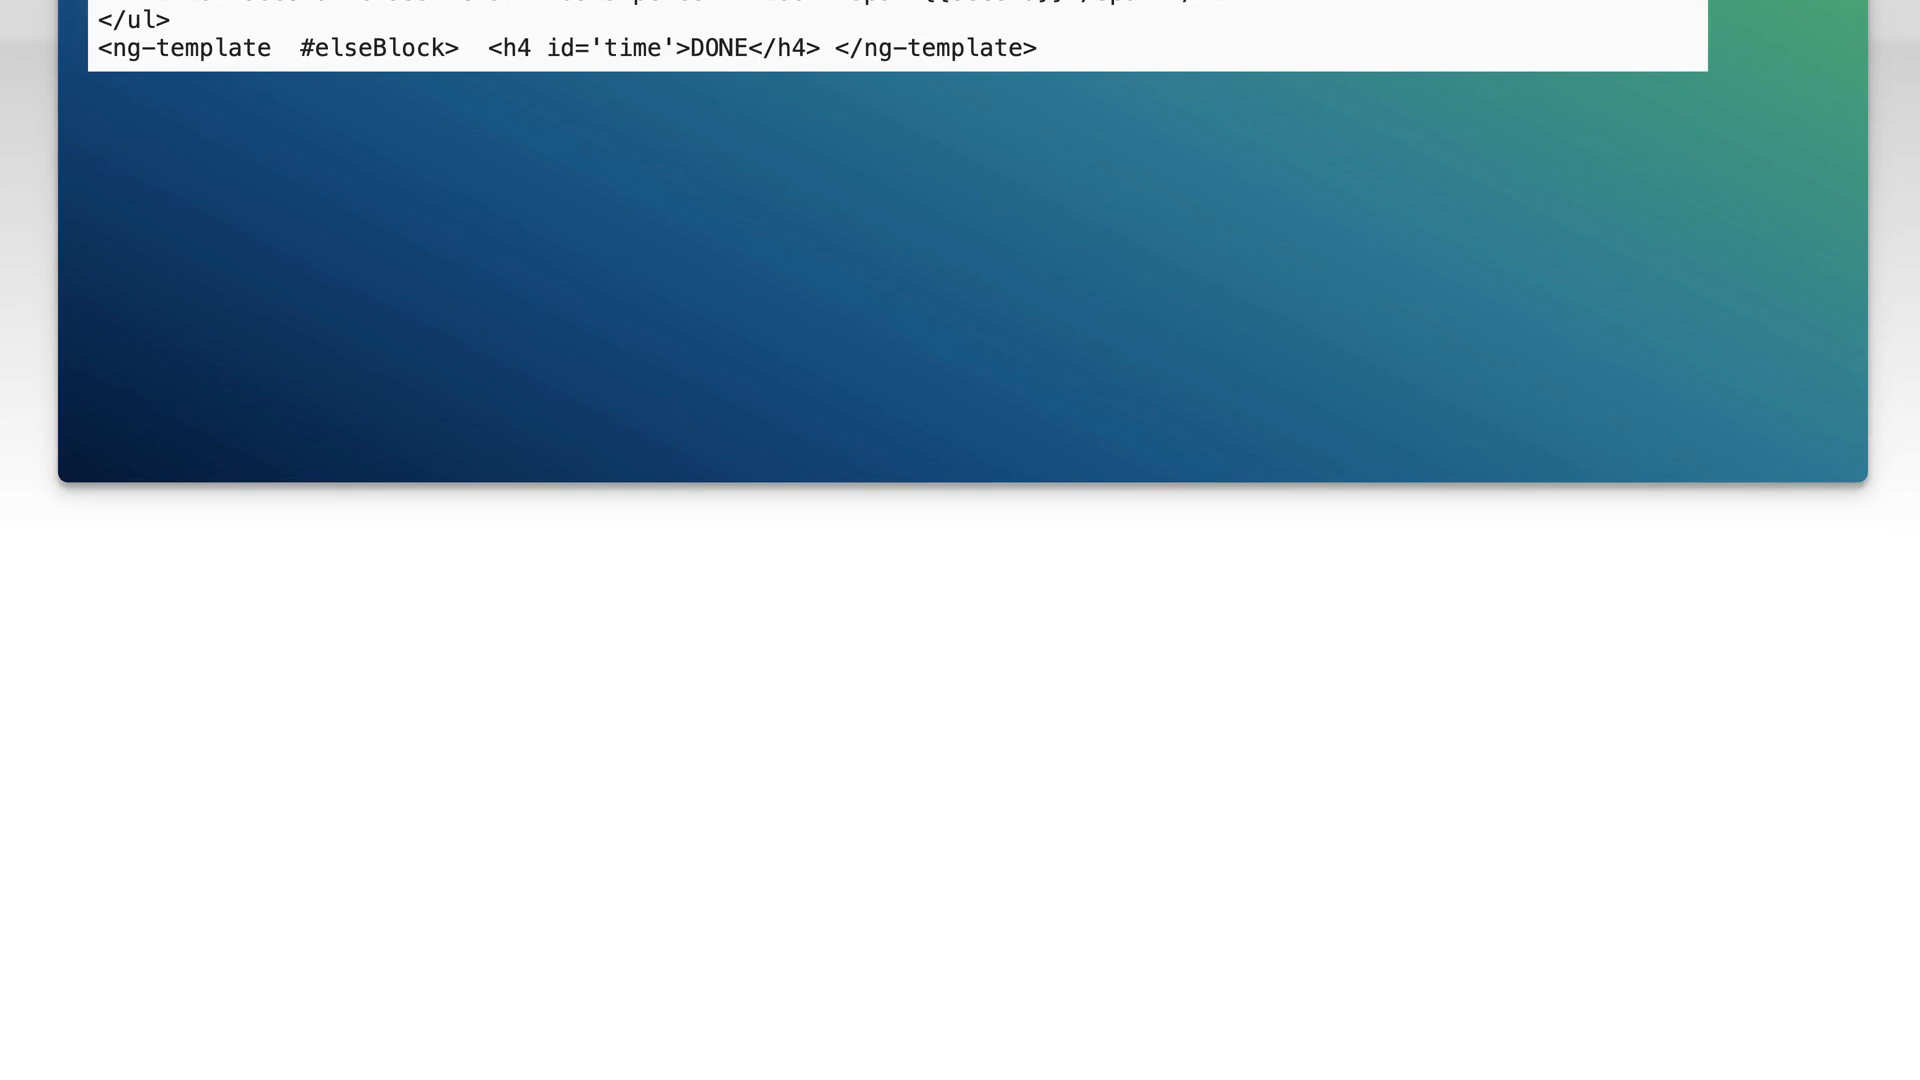 </ul>
<ng-template  #elseBlock>  <h4 id='time'>DONE</h4> </ng-template>